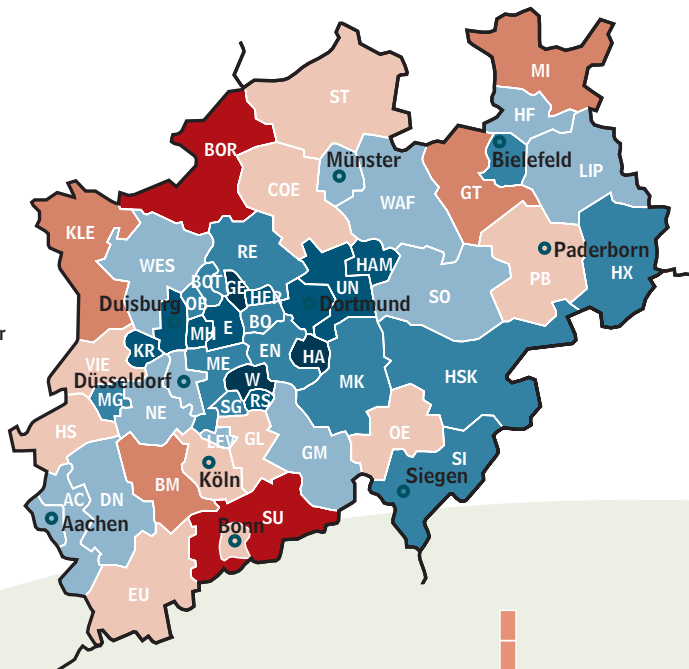 MI
ST
HF
BOR
Münster
Bielefeld
COE
LIP
GT
WAF
KLE
RE
Paderborn
WES
HAM
HX
BOT
GE
UN
PB
OB
HER
SO
Duisburg
Dortmund
BO
MH
E
r
KR
EN
HA
VIE
ME
Düsseldorf
W
MK
HSK
MG
SG
RS
NE
HS
OE
LEV
GL
GM
SI
Köln
Siegen
BM
AC
DN
SU
Aachen
Bonn
EU